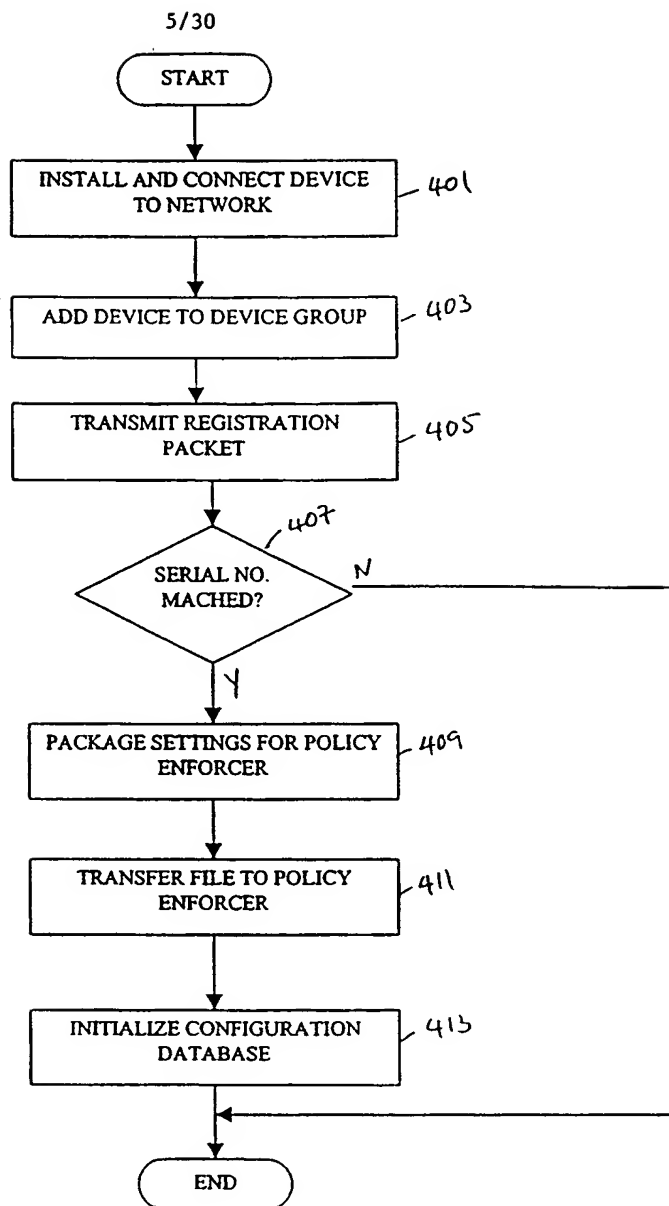 5/30
START
INSTALL AND CONNECT DEVICE
TO NETWORK
401
ADD DEVICE TO DEVICE GROUP
403
TRANSMIT REGISTRATION
PACKET
405
407
SERIAL NO.
MACHED?
N
Y
PACKAGE SETTINGS FOR POLICY
ENFORCER
409
TRANSFER FILE TO POLICY
ENFORCER
411
INITIALIZE CONFIGURATION
DATABASE
413
END